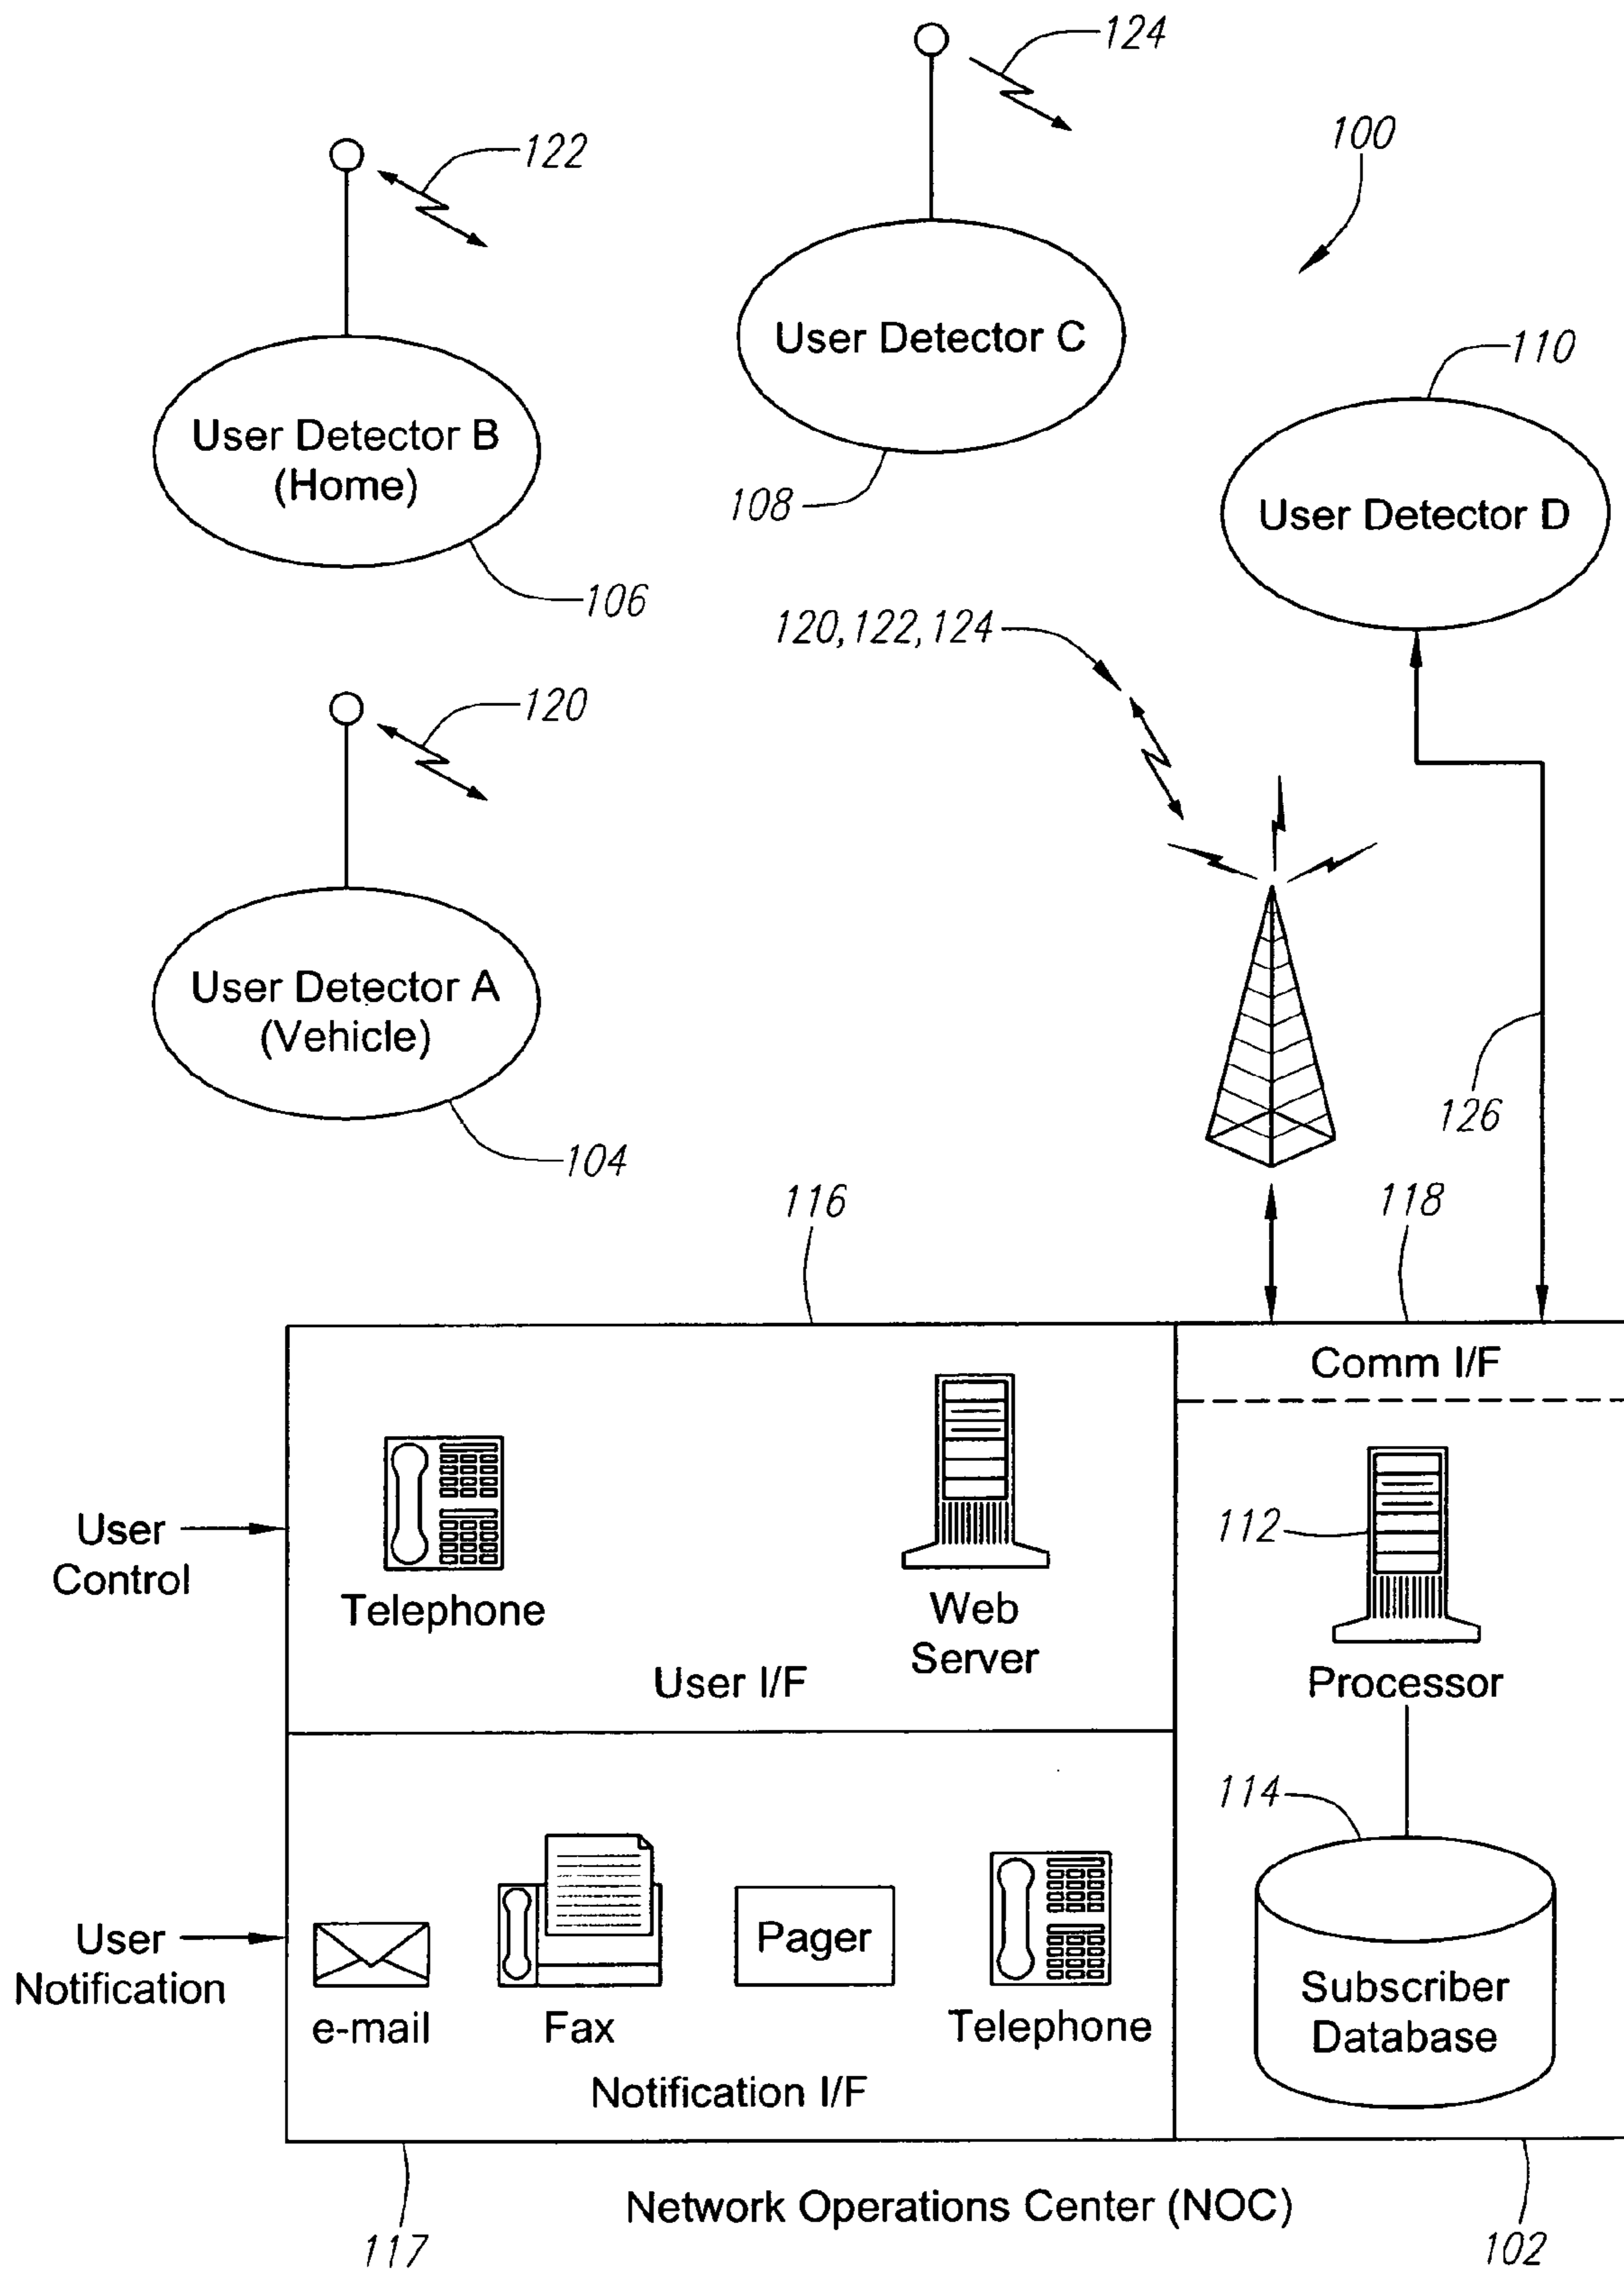 124
122
100
User Detector C
110
User Detector B
(Home)
108
User Detector D
106
120, 122, 124
120
User Detector A
(Vehicle)
126
104
116
118
Comm I/F
User
Control
Telephone
Web
Server
112
User I/F
Processor
114
User
Notification
Pager
e-mail
Fax
Telephone
Subscriber
Database
Notification I/F
Network Operations Center (NOC)
117
102